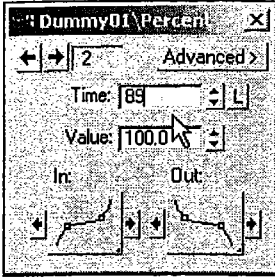 Dummy01\Percent
2 Advanced >
Time: 89 L
Value: 100,0
In: Out: